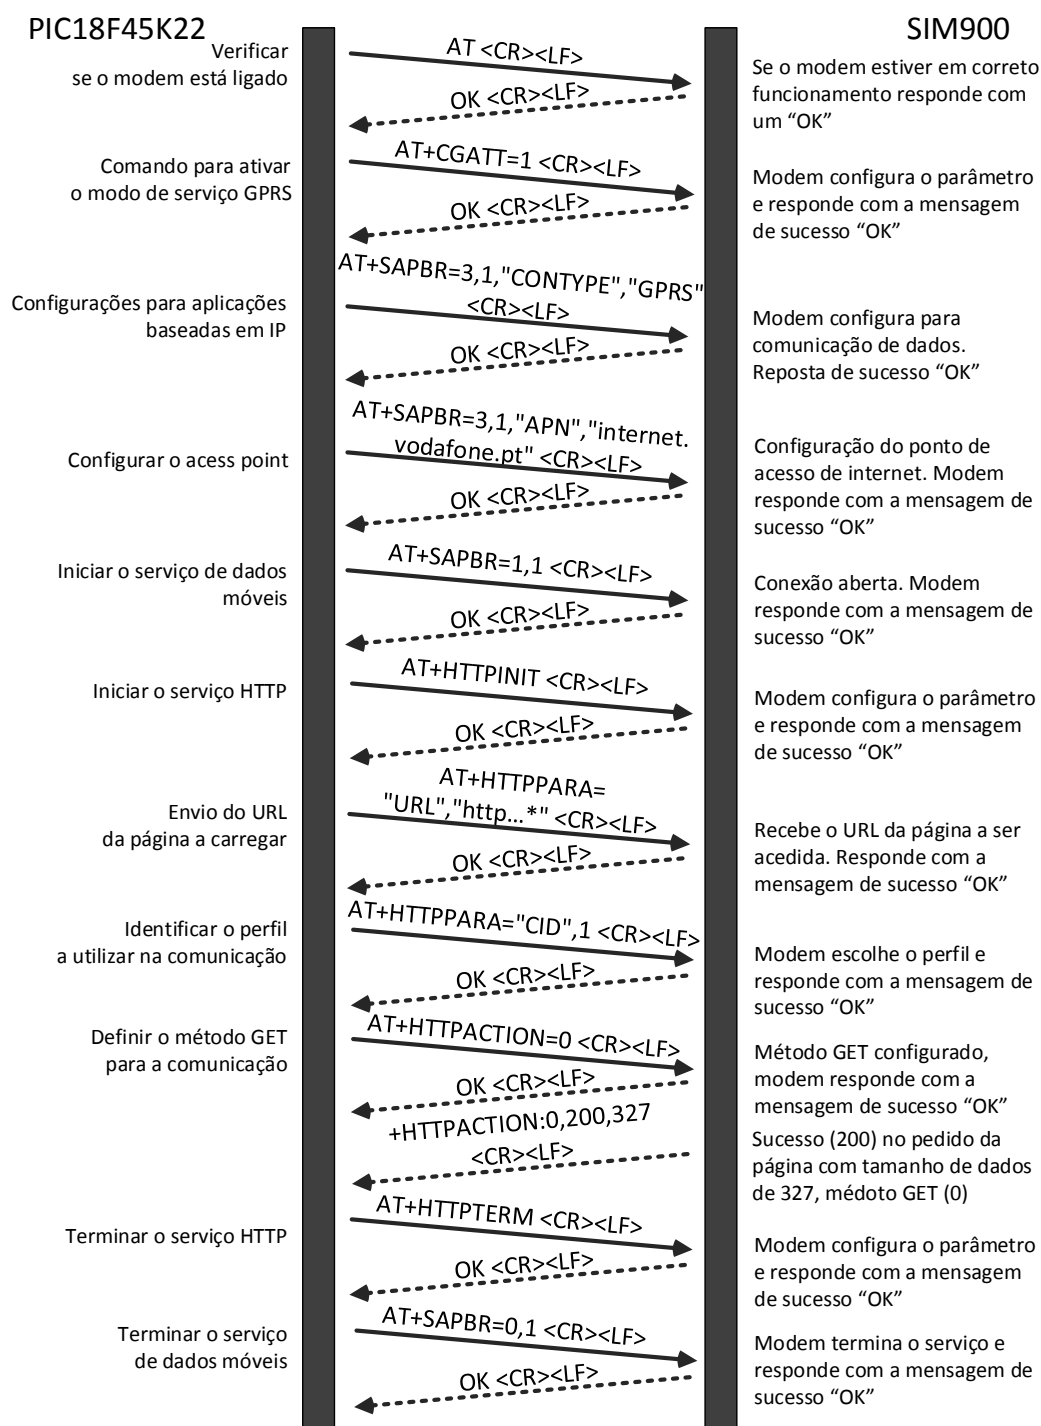 PIC18F45K22
SIM900
Verificar
se o modem está ligado
AT <CR><LF>
OK <CR><LF>
Se o modem estiver em correto
funcionamento responde com
um “OK”
Comando para ativar
o modo de serviço GPRS
AT+CGATT=1 <CR><LF>
OK <CR><LF>
Modem configura o parâmetro
e responde com a mensagem
de sucesso “OK”
Configurações para aplicações
baseadas em IP
AT+SAPBR=3,1,"CONTYPE","GPRS"
<CR><LF>
OK <CR><LF>
Modem configura para
comunicação de dados.
Reposta de sucesso “OK”
Configurar o acess point
AT+SAPBR=3,1,"APN","internet.
vodafone.pt" <CR><LF>
OK <CR><LF>
Configuração do ponto de
acesso de internet. Modem
responde com a mensagem de
sucesso “OK”
Iniciar o serviço de dados
móveis
AT+SAPBR=1,1 <CR><LF>
OK <CR><LF>
Conexão aberta. Modem
responde com a mensagem de
sucesso “OK”
Iniciar o serviço HTTP
AT+HTTPINIT <CR><LF>
OK <CR><LF>
Modem configura o parâmetro
e responde com a mensagem
de sucesso “OK”
Envio do URL
da página a carregar
AT+HTTPPARA=
"URL","http...*" <CR><LF>
OK <CR><LF>
Recebe o URL da página a ser
acedida. Responde com a
mensagem de sucesso “OK”
Identificar o perfil
a utilizar na comunicação
AT+HTTPPARA="CID",1 <CR><LF>
OK <CR><LF>
Modem escolhe o perfil e
responde com a mensagem de
sucesso “OK”
Definir o método GET
para a comunicação
AT+HTTPACTION=0 <CR><LF>
OK <CR><LF>
Método GET configurado,
modem responde com a
mensagem de sucesso “OK”
+HTTPACTION:0,200,327
<CR><LF>
Sucesso (200) no pedido da
página com tamanho de dados
de 327, médoto GET (0)
Terminar o serviço HTTP
AT+HTTPTERM <CR><LF>
OK <CR><LF>
Modem configura o parâmetro
e responde com a mensagem
de sucesso “OK”
Terminar o serviço
de dados móveis
AT+SAPBR=0,1 <CR><LF>
OK <CR><LF>
Modem termina o serviço e
responde com a mensagem de
sucesso “OK”